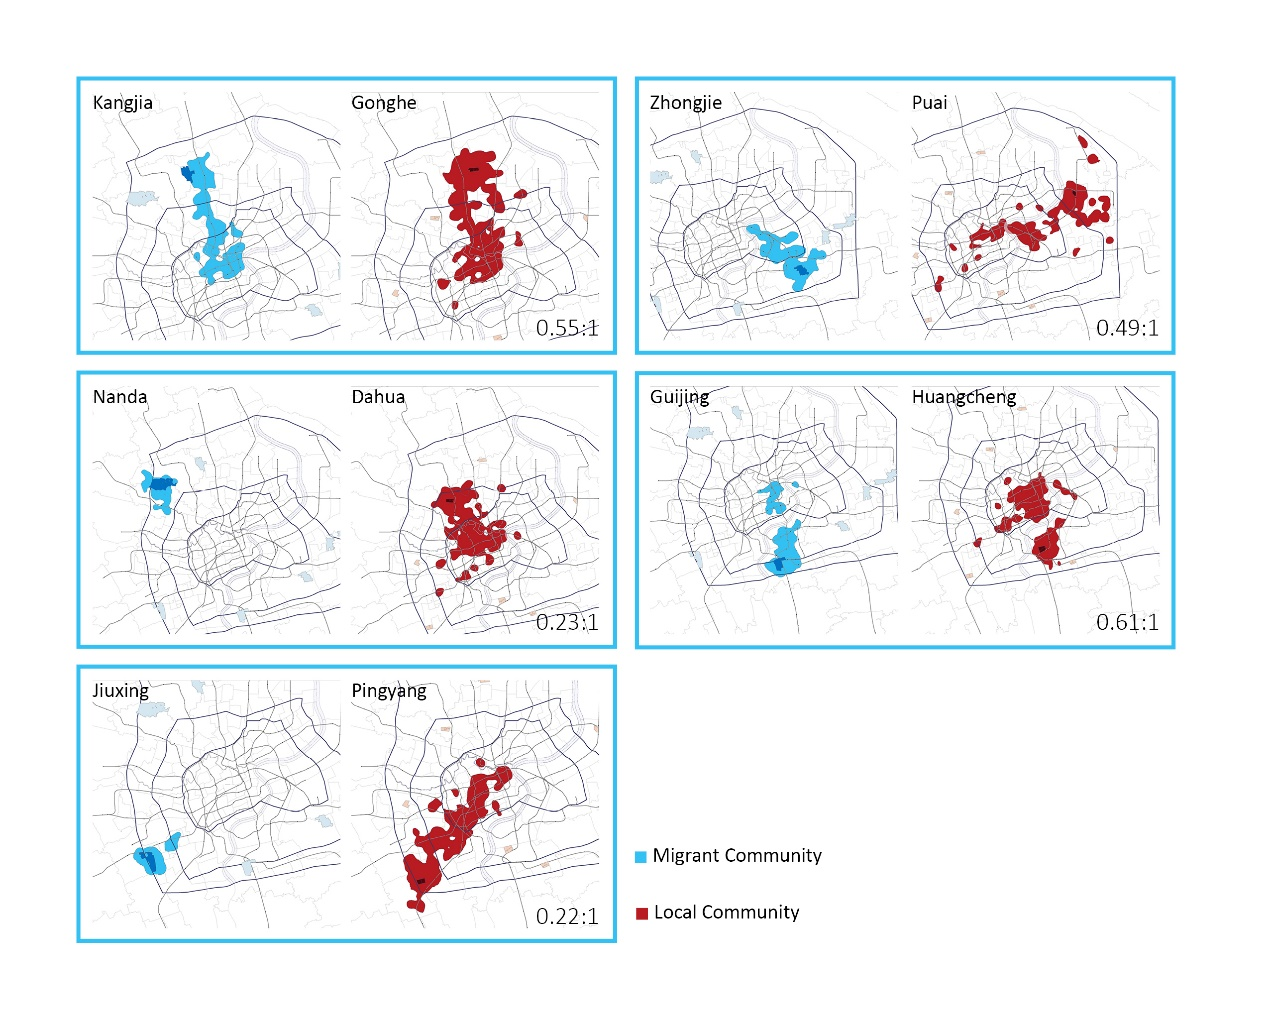 Kangjia
Gonghe
0.55:1
Zhongjie
Puai
0.49:1
Nanda
Dahua
0.23:1
Guijing
Huangcheng
0.61:1
Jiuxing
Pingyang
0.22:1
Migrant Community
Local Community